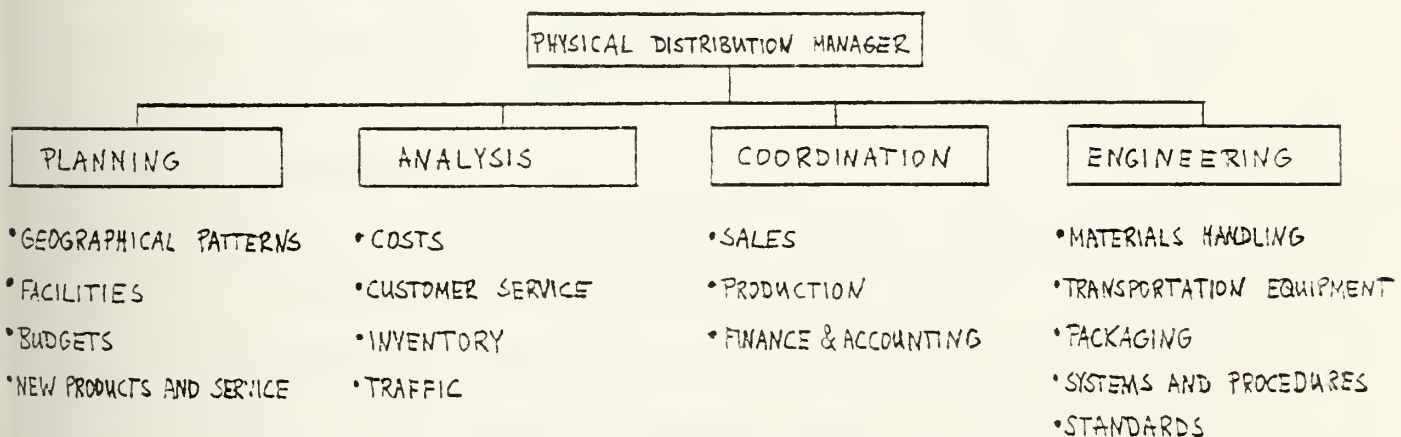 PHYSICAL DISTRIBUTION MANAGER
PLANNING
•GEOGRAPHICAL PATTERNS
•FACILITIES
•BUDGETS
•NEW PRODUCTS AND SERVICE
ANALYSIS
•COSTS
•CUSTOMER SERVICE
•INVENTORY
•TRAFFIC
COORDINATION
•SALES
•PRODUCTION
•FINANCE & ACCOUNTING
ENGINEERING
•MATERIALS HANDLING
•TRANSPORTATION EQUIPMENT
•PACKAGING
•SYSTEMS AND PROCEDURES
•STANDARDS